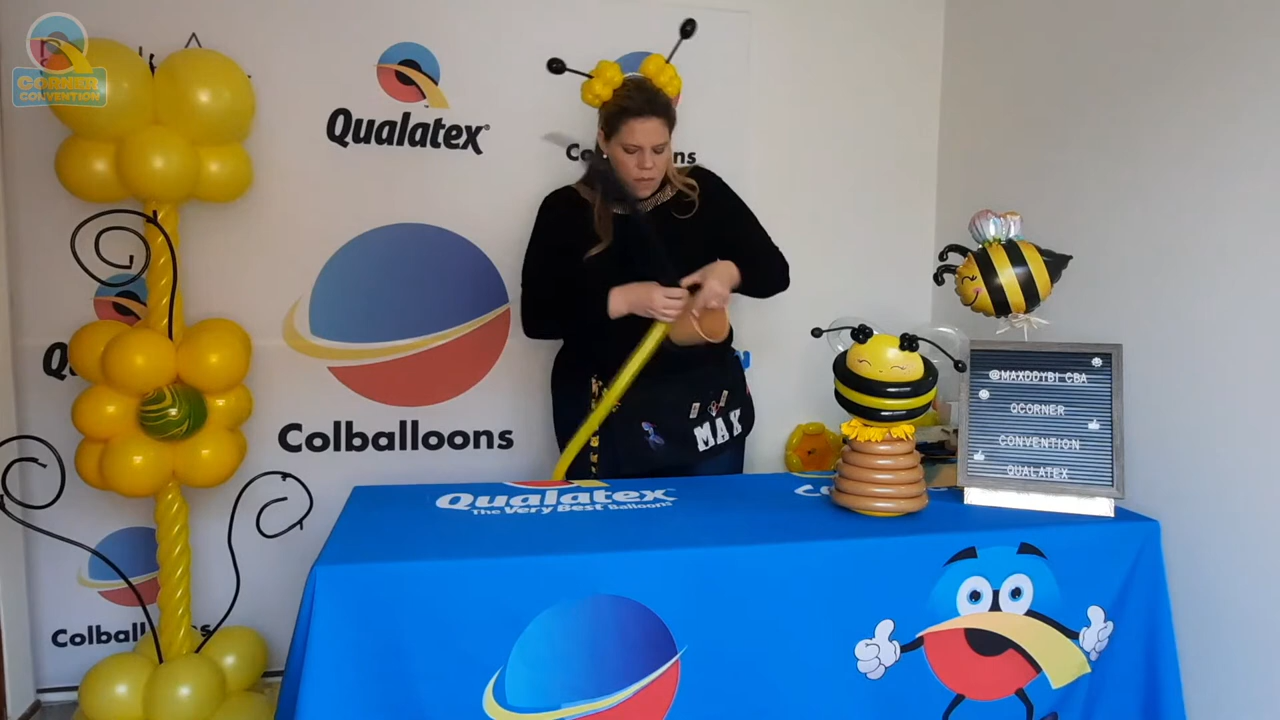 CORNER
CONVENTION
Qualatex
Colballoons
Colballoons
MAX
Qualatex
The Very Best Balloons
@MAXDDYBI CBA
QCORNER
CONVENTION
QUALATEX